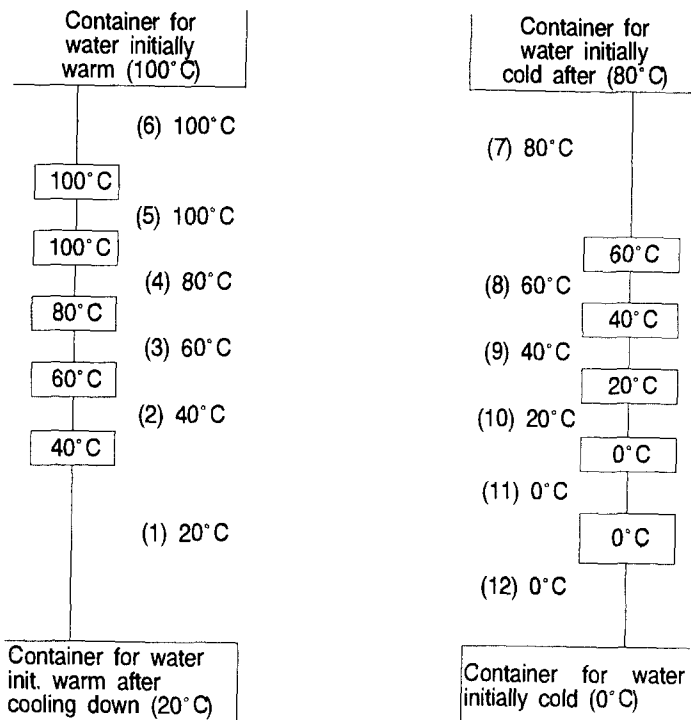 Container for
water initially
warm (100°C)
(6) 100°C
100°C
(5) 100°C
100°C
(4) 80°C
80°C
(3) 60°C
60°C
(2) 40°C
40°C
(1) 20°C
Container for water
init. warm after
cooling down (20°C)
Container for
water initially
cold after (80°C)
(7) 80°C
60°C
(8) 60°C
40°C
(9) 40°C
20°C
(10) 20°C
0°C
(11) 0°C
0°C
(12) 0°C
Container for water
initially cold (0°C)